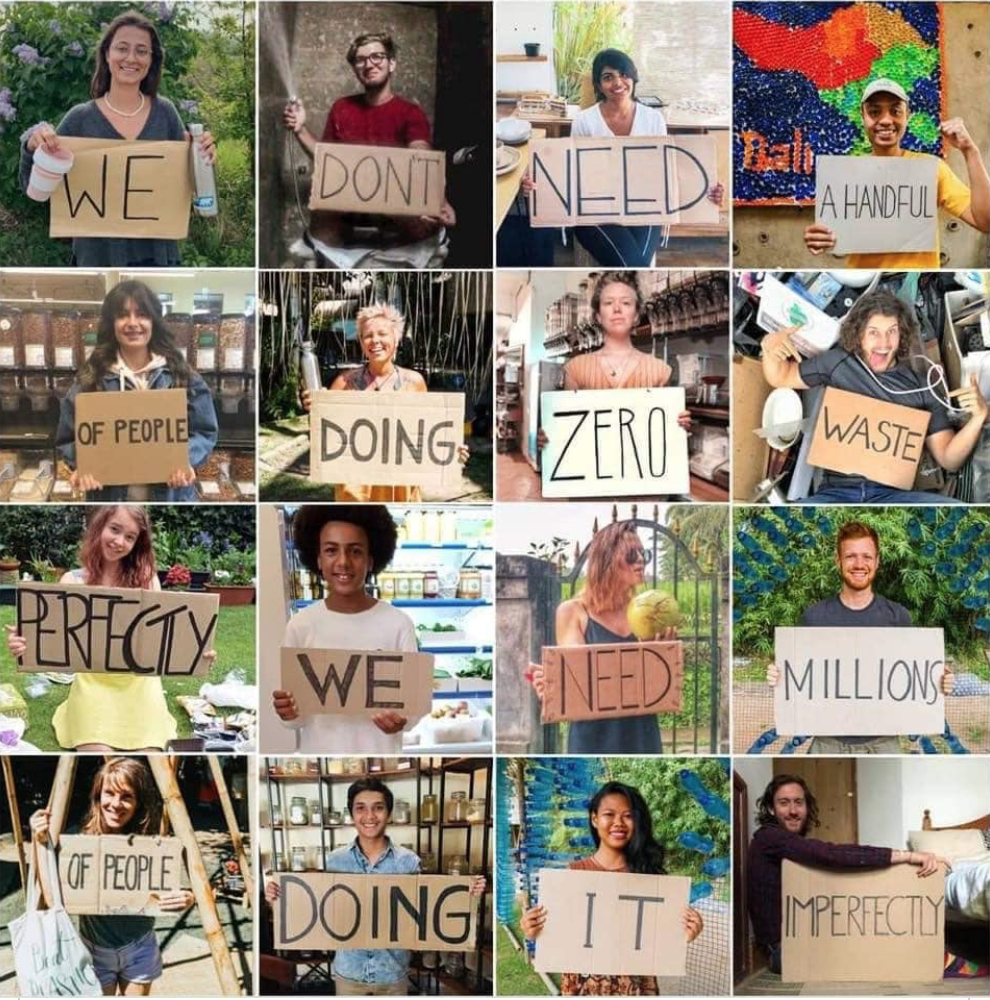 WE
DON'T
NEED
Bali
A HANDFUL
OF PEOPLE
DOING
ZERO
WASTE
PERFECTLY
WE
NEED
MILLIONS
OF PEOPLE
DOING
IT
IMPERFECTLY